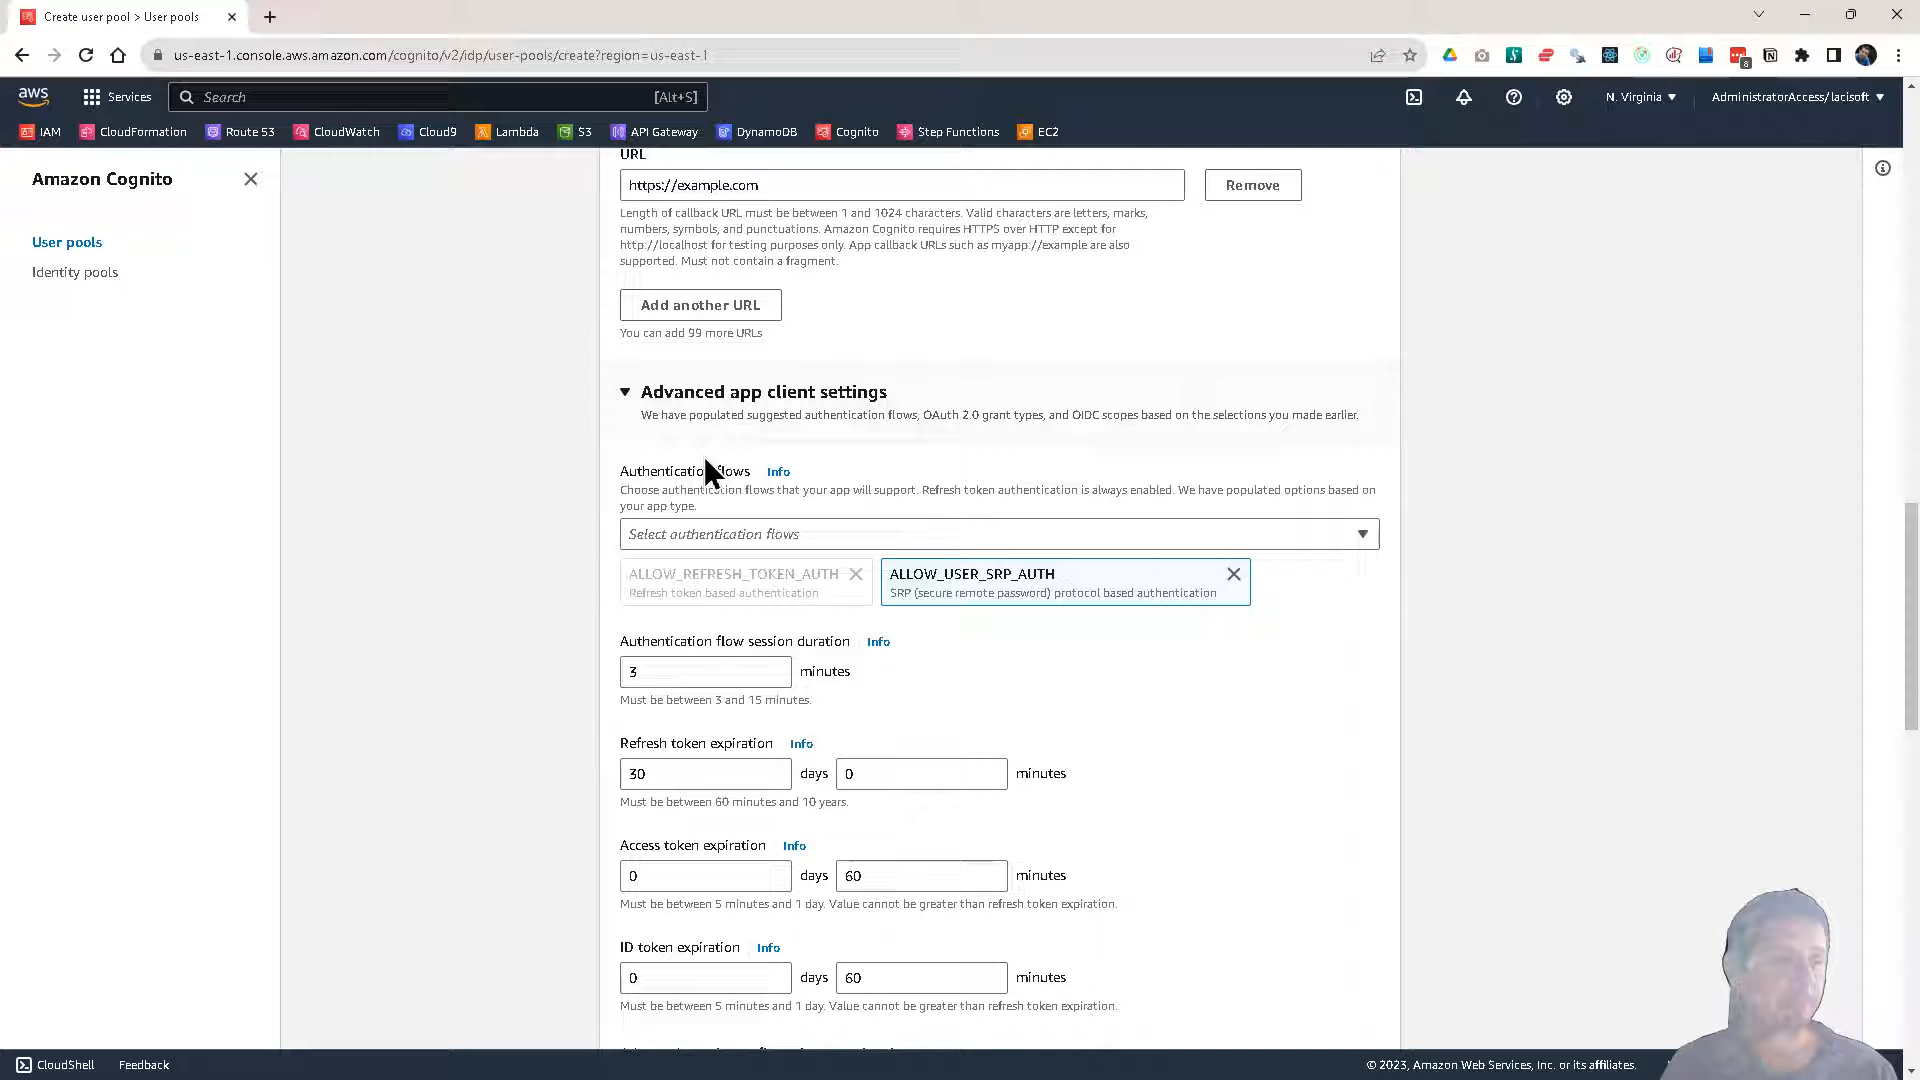 Create user pool > User pools
us-east-1.console.aws.amazon.com/cognito/v2/idp/user-pools/create?region=us-east-1
8
aws
Services
Search
[Alt+S]
N. Virginia
AdministratorAccess/lacisoft
IAM
CloudFormation
Route 53
CloudWatch
Cloud9
Lambda
S3
API Gateway
DynamoDB
Cognito
Step Functions
EC2
Amazon Cognito
User pools
Identity pools
URL
https://example.com
Remove
Length of callback URL must be between 1 and 1024 characters. Valid characters are letters, marks,
numbers, symbols, and punctuations. Amazon Cognito requires HTTPS over HTTP except for
http://localhost for testing purposes only. App callback URLs such as myapp://example are also
supported. Must not contain a fragment.
Add another URL
You can add 99 more URLs
Advanced app client settings
We have populated suggested authentication flows, OAuth 2.0 grant types, and OIDC scopes based on the selections you made earlier.
Authentication flows Info
Choose authentication flows that your app will support. Refresh token authentication is always enabled. We have populated options based on
your app type.
Select authentication flows
ALLOW_REFRESH_TOKEN_AUTH
Refresh token based authentication
ALLOW_USER_SRP_AUTH
SRP (secure remote password) protocol based authentication
Authentication flow session duration Info
3 minutes
Must be between 3 and 15 minutes.
Refresh token expiration Info
30 days 0 minutes
Must be between 60 minutes and 10 years.
Access token expiration Info
0 days 60 minutes
Must be between 5 minutes and 1 day. Value cannot be greater than refresh token expiration.
ID token expiration Info
0 days 60 minutes
Must be between 5 minutes and 1 day. Value cannot be greater than refresh token expiration.
CloudShell
Feedback
© 2023, Amazon Web Services, Inc. or its affiliates.